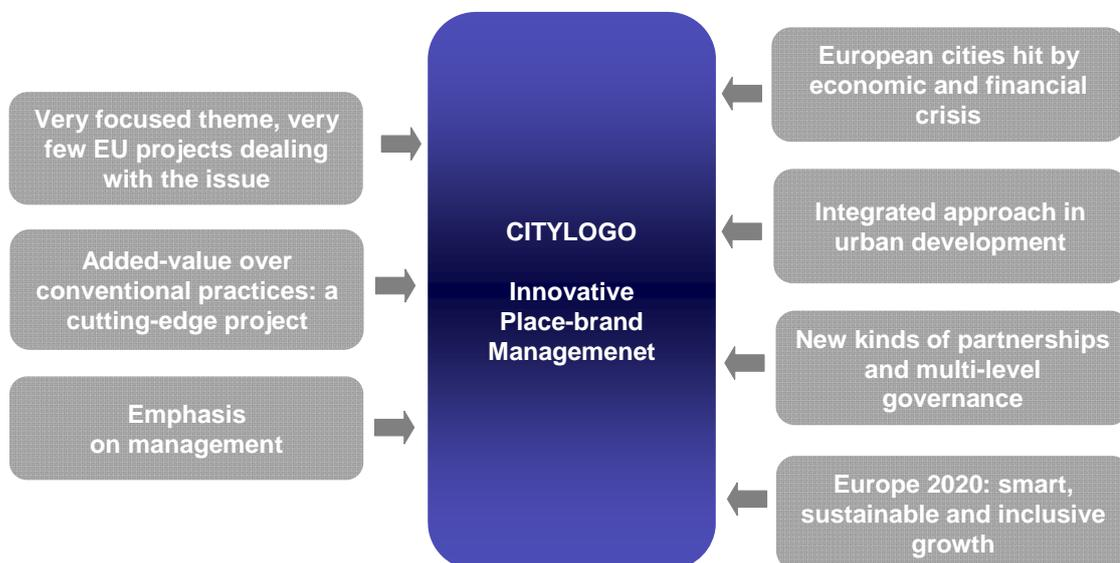 Very focused theme, very
few EU projects dealing
with the issue
Added-value over
conventional practices: a
cutting-edge project
Emphasis
on management
CITYLOGO
Innovative
Place-brand
Managemenet
European cities hit by
economic and financial
crisis
Integrated approach in
urban development
New kinds of partnerships
and multi-level
governance
Europe 2020: smart,
sustainable and inclusive
growth